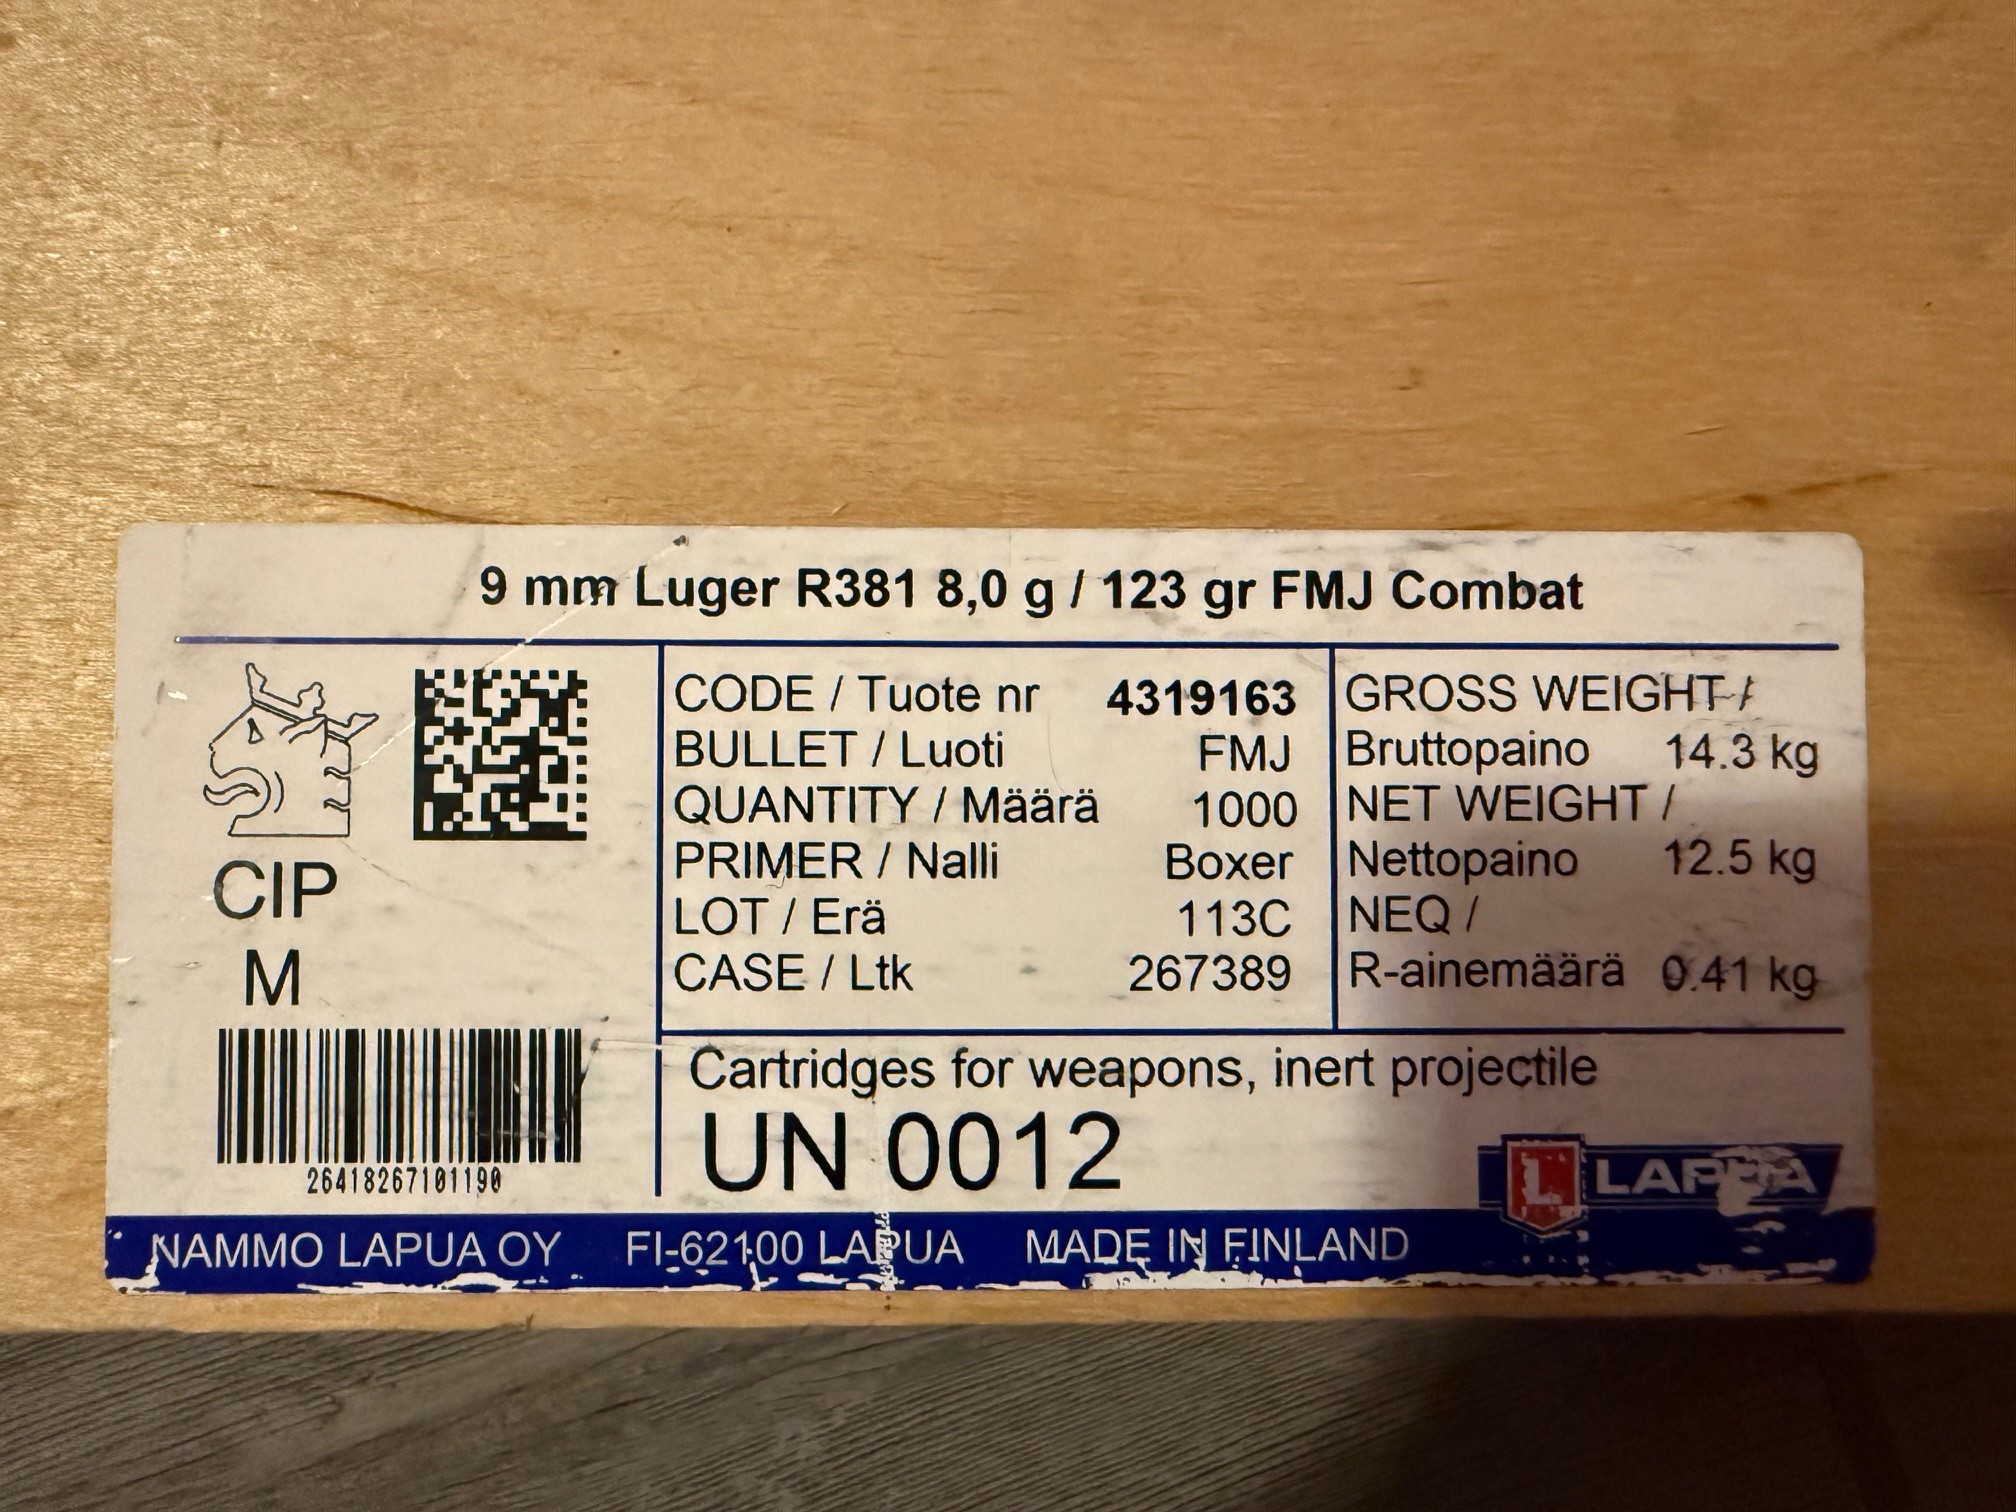 9 mm Luger R381 8,0 g / 123 gr FMJ Combat
CIP
M
26418267101190
CODE / Tuote nr 4319163
BULLET / Luoti FMJ
QUANTITY / Määrä 1000
PRIMER / Nalli Boxer
LOT / Erä 113C
CASE / Ltk 267389
GROSS WEIGHT /
Bruttopaino 14.3 kg
NET WEIGHT /
Nettopaino 12.5 kg
NEQ /
R-ainemäärä 0.41 kg
Cartridges for weapons, inert projectile
UN 0012
L LAPUA
NAMMO LAPUA OY FI-62100 LAPUA MADE IN FINLAND